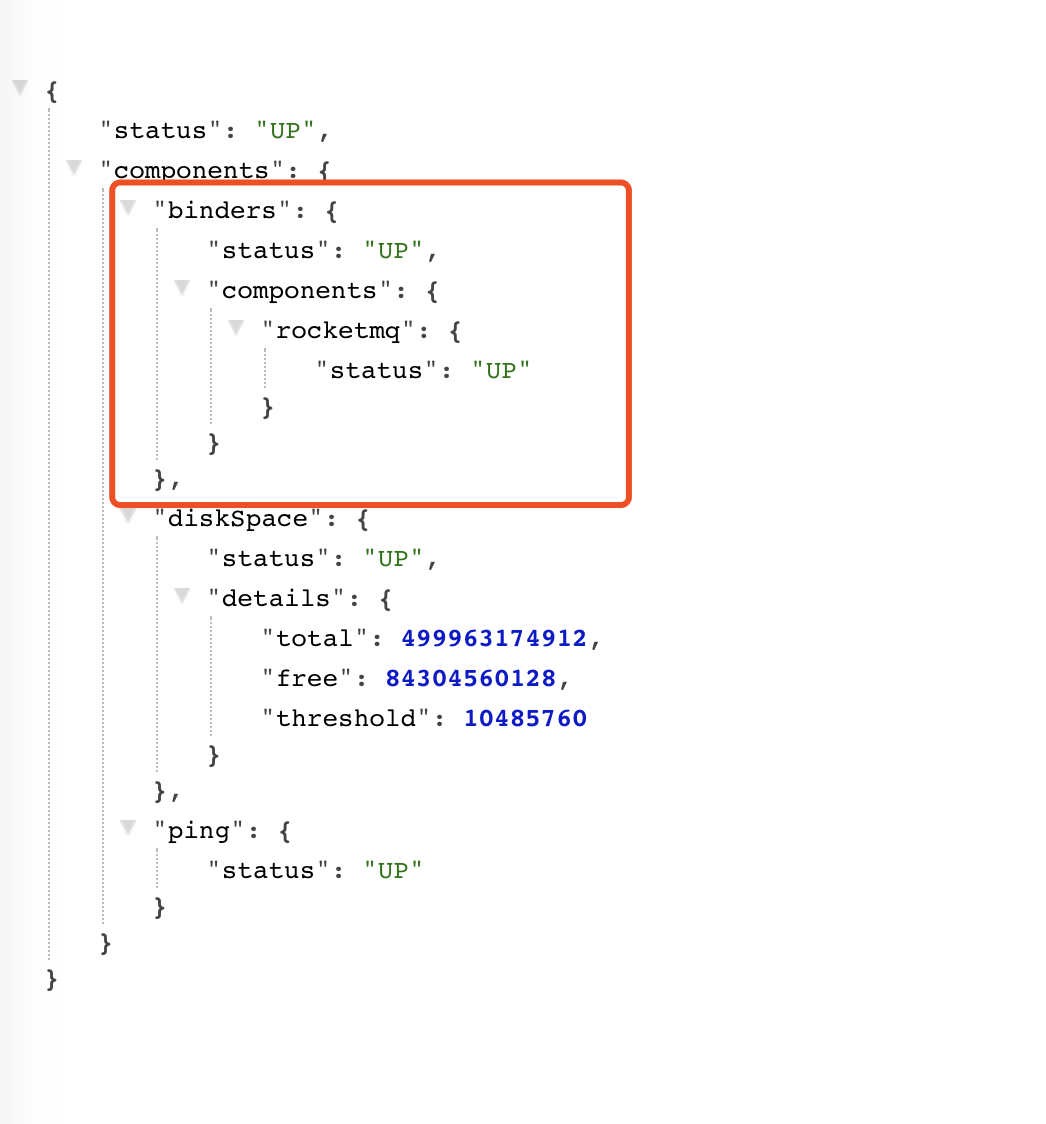 {
"status": "UP",
"components": {
"binders": {
"status": "UP",
"components": {
"rocketmq": {
"status": "UP"
}
}
},
"diskSpace": {
"status": "UP",
"details": {
"total": 499963174912,
"free": 84304560128,
"threshold": 10485760
}
},
"ping": {
"status": "UP"
}
}
}